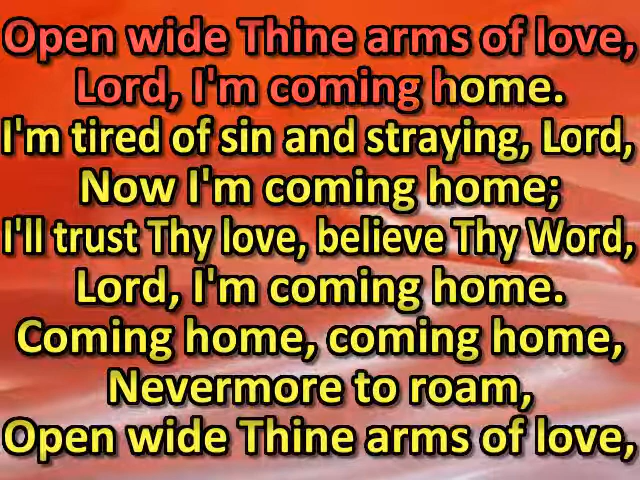 Open wide Thine arms of love,
Lord, I'm coming home.
I'm tired of sin and straying, Lord,
Now I'm coming home;
I'll trust Thy love, believe Thy Word,
Lord, I'm coming home.
Coming home, coming home,
Nevermore to roam,
Open wide Thine arms of love,